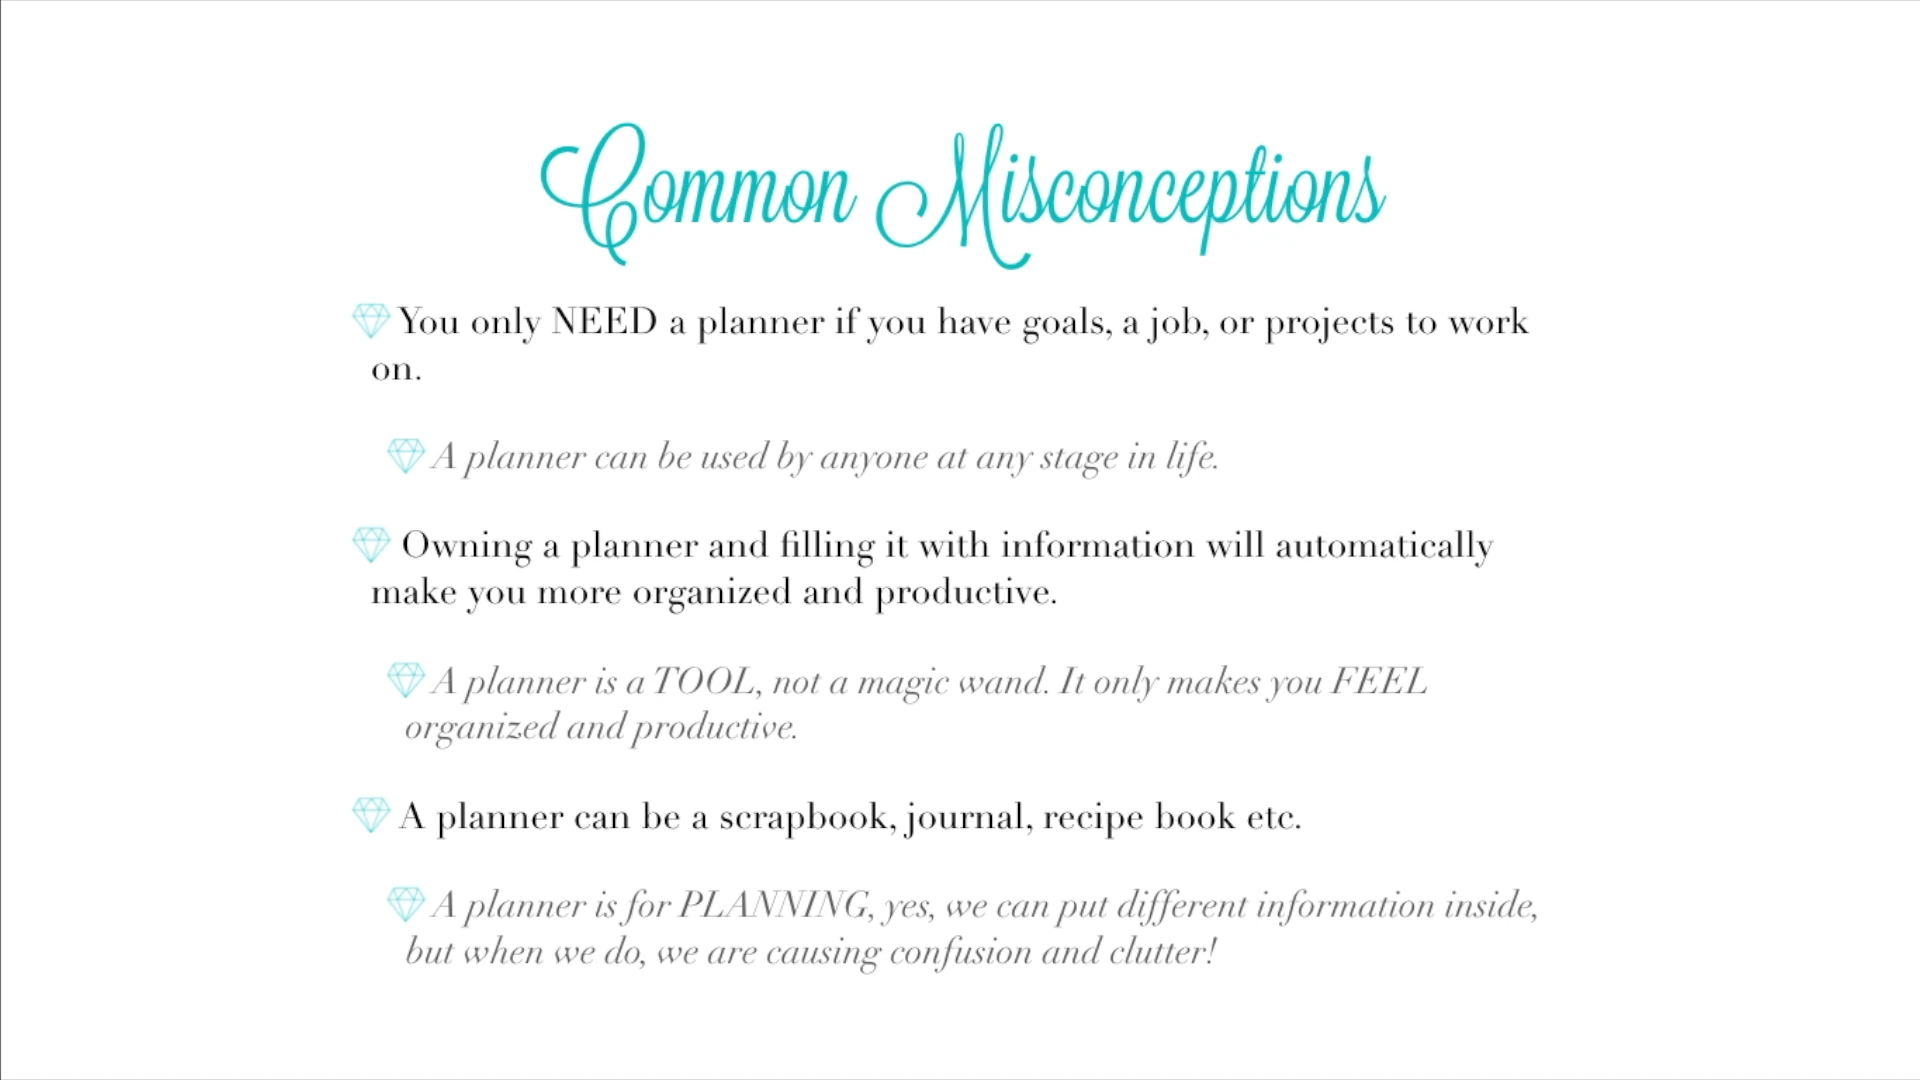 Common Misconceptions
You only NEED a planner if you have goals, a job, or projects to work
on.
A planner can be used by anyone at any stage in life.
Owning a planner and filling it with information will automatically
make you more organized and productive.
A planner is a TOOL, not a magic wand. It only makes you FEEL
organized and productive.
A planner can be a scrapbook, journal, recipe book etc.
A planner is for PLANNING, yes, we can put different information inside,
but when we do, we are causing confusion and clutter!